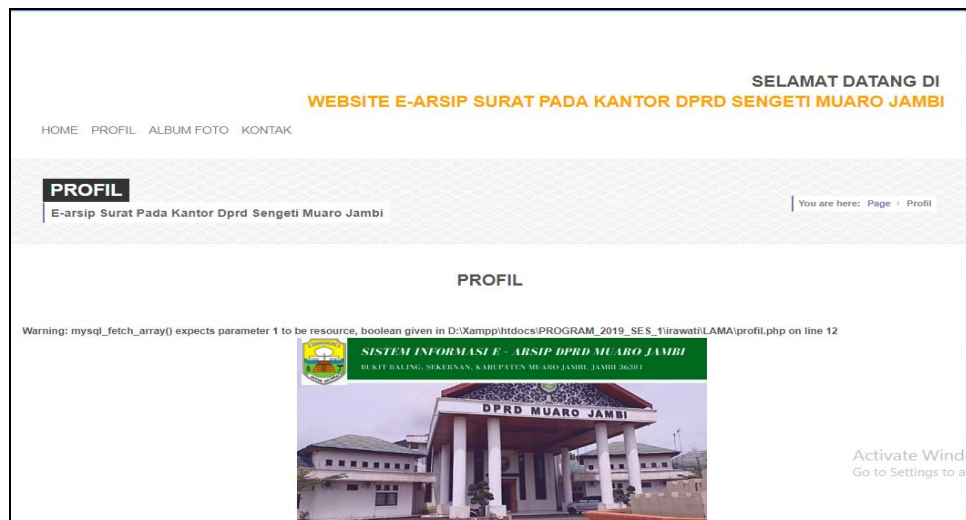 SELAMAT DATANG DI
WEBSITE E-ARSIP SURAT PADA KANTOR DPRD SENGETI MUARO JAMBI
HOME PROFIL ALBUM FOTO KONTAK
PROFIL
E-arsip Surat Pada Kantor Dprd Sengeti Muaro Jambi
You are here: Page › Profil
PROFIL
Warning: mysql_fetch_array() expects parameter 1 to be resource, boolean given in D:\Xampp\htdocs\PROGRAM_2019_SES_1\irawati\LAMA\profil.php on line 12
SISTEM INFORMASI E - ARSIP DPRD MUARO JAMBI
BUKIT BALING, SEKERNAN, KABUPATEN MUARO JAMBI, JAMBI 36381
DPRD MUARO JAMBI
Activate Wind
Go to Settings to a